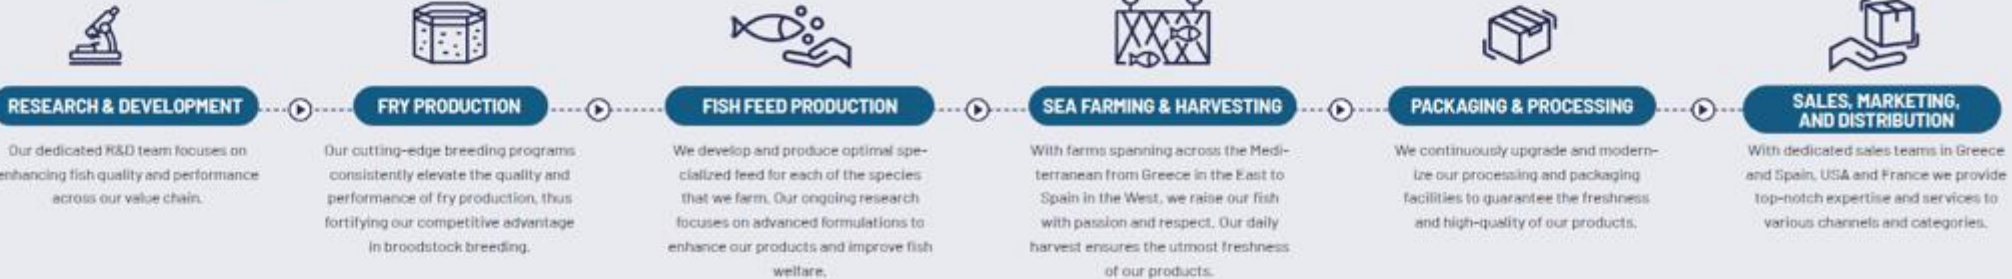 RESEARCH & DEVELOPMENT
Our dedicated R&D team focuses on
enhancing fish quality and performance
across our value chain.
FRY PRODUCTION
Our cutting-edge breeding programs
consistently elevate the quality and
performance of fry production, thus
fortifying our competitive advantage
in broodstock breeding.
FISH FEED PRODUCTION
We develop and produce optimal spe-
cialized feed for each of the species
that we farm. Our ongoing research
focuses on advanced formulations to
enhance our products and improve fish
welfare.
SEA FARMING & HARVESTING
With farms spanning across the Medi-
terranean from Greece in the East to
Spain in the West, we raise our fish
with passion and respect. Our daily
harvest ensures the utmost freshness
of our products.
PACKAGING & PROCESSING
We continuously upgrade and modern-
ize our processing and packaging
facilities to guarantee the freshness
and high-quality of our products.
SALES, MARKETING,
AND DISTRIBUTION
With dedicated sales teams in Greece
and Spain, USA and France we provide
top-notch expertise and services to
various channels and categories.